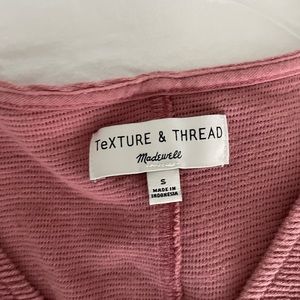 TeXTURE & THREAD
Madewell
S
MADE IN
INDONESIA